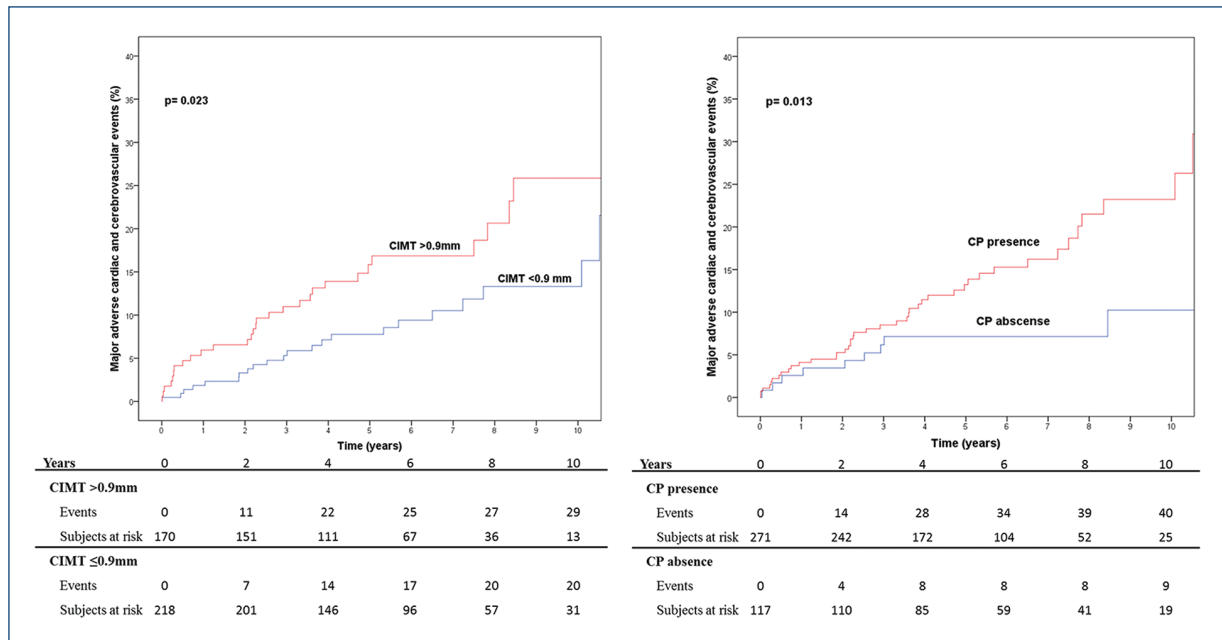 Major adverse cardiac and cerebrovascular events (%)
40
35
30
25
20
15
10
5
0
p= 0.023
CIMT >0.9mm
CIMT <0.9 mm
0 1 2 3 4 5 6 7 8 9 10
Time (years)
Years 0 2 4 6 8 10
CIMT >0.9mm
Events 0 11 22 25 27 29
Subjects at risk 170 151 111 67 36 13
CIMT ≤0.9mm
Events 0 7 14 17 20 20
Subjects at risk 218 201 146 96 57 31
Major adverse cardiac and cerebrovascular events (%)
40
35
30
25
20
15
10
5
0
p= 0.013
CP presence
CP abscense
0 1 2 3 4 5 6 7 8 9 10
Time (years)
Years 0 2 4 6 8 10
CP presence
Events 0 14 28 34 39 40
Subjects at risk 271 242 172 104 52 25
CP absence
Events 0 4 8 8 8 9
Subjects at risk 117 110 85 59 41 19